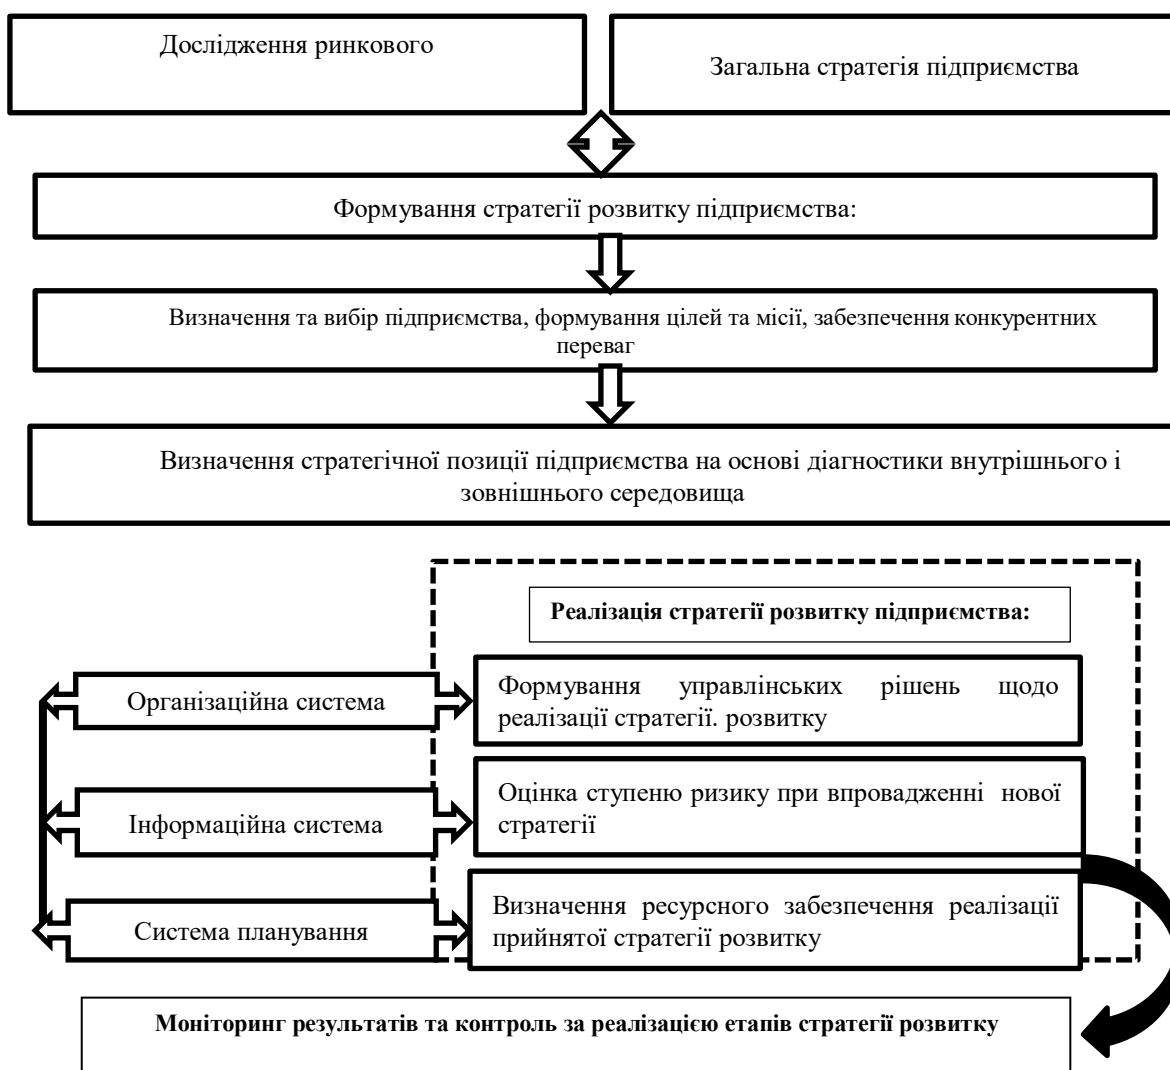 Дослідження ринкового
Загальна стратегія підприємства
Формування стратегії розвитку підприємства:
Визначення та вибір підприємства, формування цілей та місії, забезпечення конкурентних
переваг
Визначення стратегічної позиції підприємства на основі діагностики внутрішнього і
зовнішнього середовища
Реалізація стратегії розвитку підприємства:
Організаційна система
Формування управлінських рішень щодо
реалізації стратегії. розвитку
Інформаційна система
Оцінка ступеню ризику при впровадженні нової
стратегії
Система планування
Визначення ресурсного забезпечення реалізації
прийнятої стратегії розвитку
Моніторинг результатів та контроль за реалізацією етапів стратегії розвитку